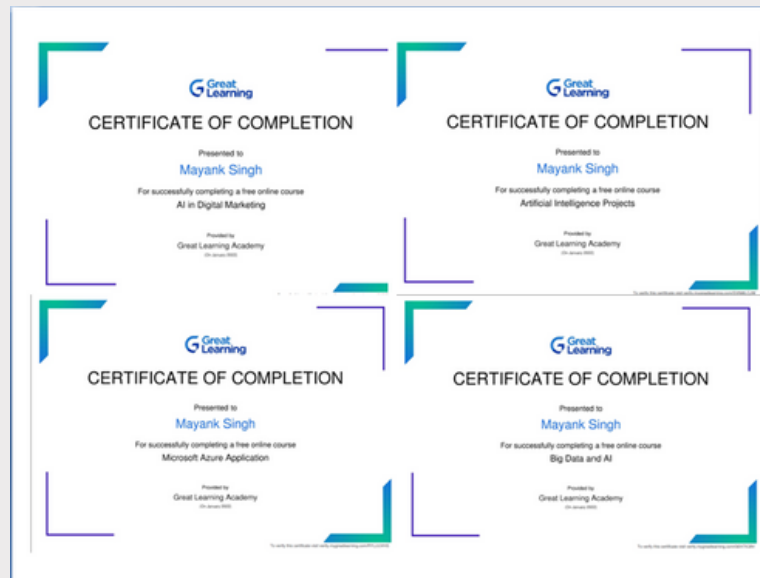 Great
Learning
CERTIFICATE OF COMPLETION
Presented to
Mayank Singh
For successfully completing a free online course
AI in Digital Marketing
Provided by
Great Learning Academy
Great
Learning
CERTIFICATE OF COMPLETION
Presented to
Mayank Singh
For successfully completing a free online course
Artificial Intelligence Projects
Provided by
Great Learning Academy
Great
Learning
CERTIFICATE OF COMPLETION
Presented to
Mayank Singh
For successfully completing a free online course
Microsoft Azure Application
Provided by
Great Learning Academy
Great
Learning
CERTIFICATE OF COMPLETION
Presented to
Mayank Singh
For successfully completing a free online course
Big Data and AI
Provided by
Great Learning Academy